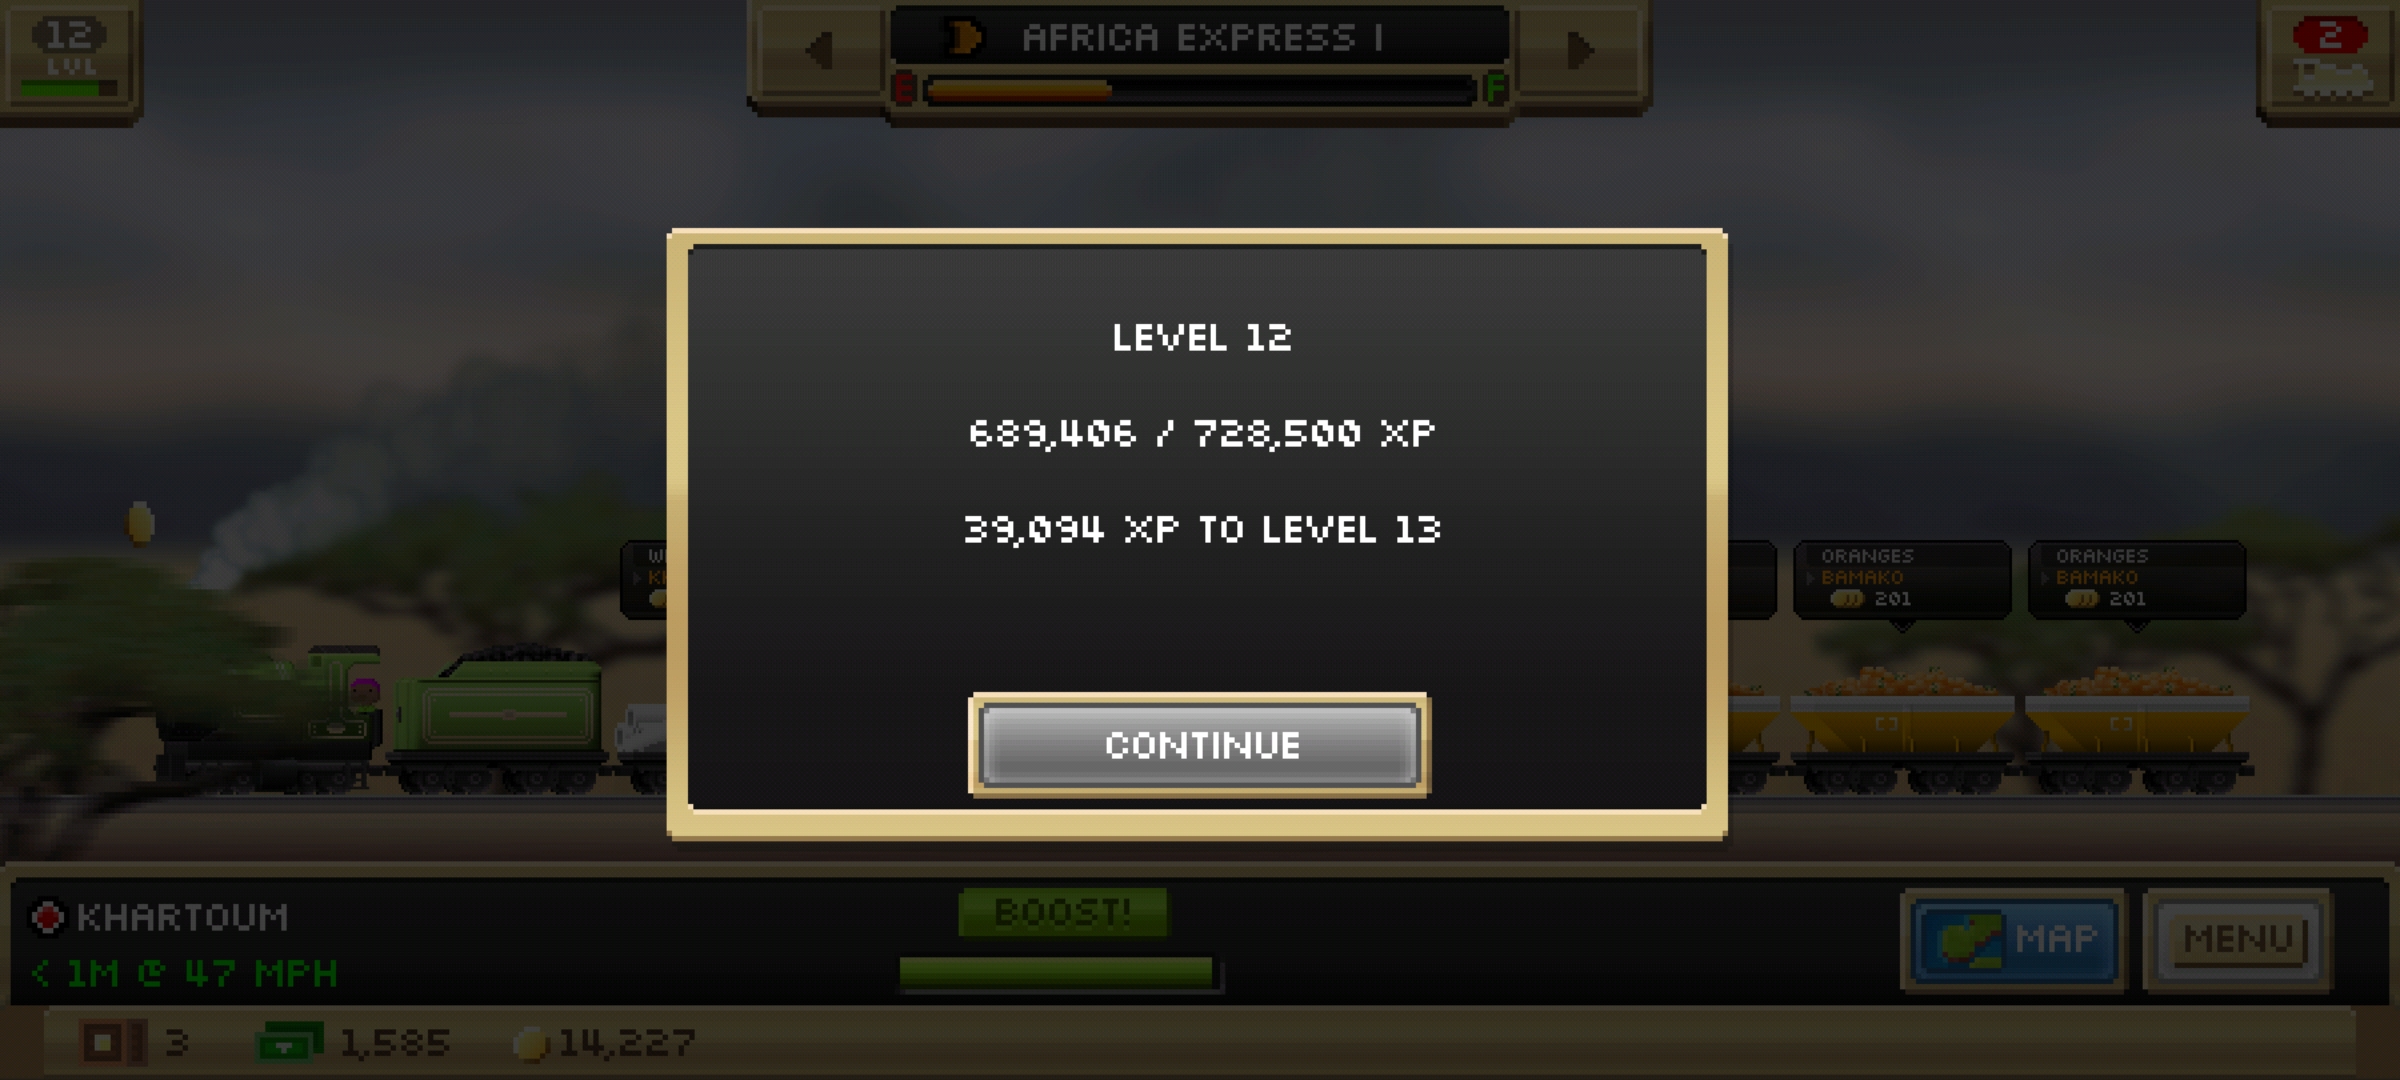 12
LVL
AFRICA EXPRESS I
E
F
2
LEVEL 12
689,406 / 728,500 XP
39,094 XP TO LEVEL 13
CONTINUE
ORANGES
BAMAKO
201
ORANGES
BAMAKO
201
KHARTOUM
< 1M @ 47 MPH
BOOST!
MAP
MENU
3
1,585
14,227